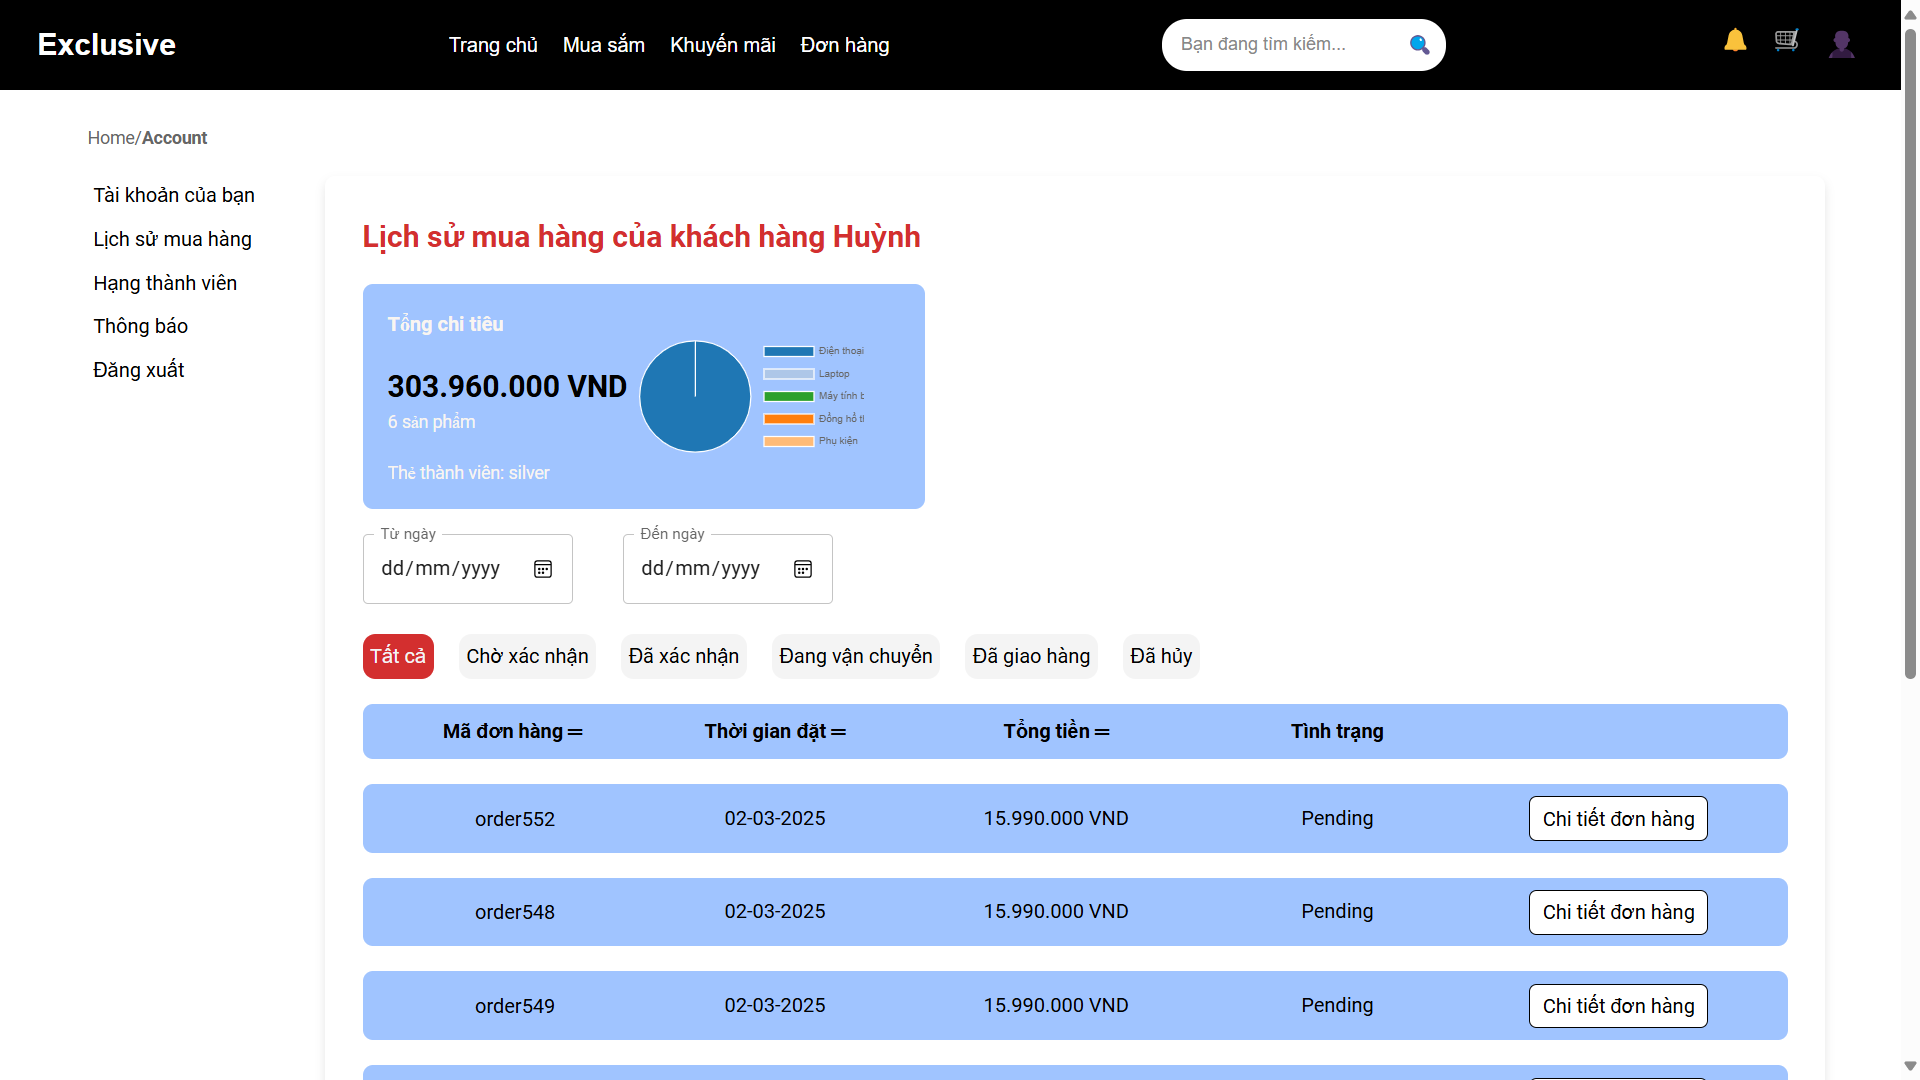 Exclusive
Trang chủ
Mua sắm
Khuyến mãi
Đơn hàng
Bạn đang tìm kiếm...
Home/Account
Tài khoản của bạn
Lịch sử mua hàng
Hạng thành viên
Thông báo
Đăng xuất
Lịch sử mua hàng của khách hàng Huỳnh
Tổng chi tiêu
303.960.000 VND
6 sản phẩm
Thẻ thành viên: silver
Điện thoại
Laptop
Máy tính b
Đồng hồ tl
Phụ kiện
Từ ngày
dd/mm/yyyy
Đến ngày
dd/mm/yyyy
Tất cả
Chờ xác nhận
Đã xác nhận
Đang vận chuyển
Đã giao hàng
Đã hủy
Mã đơn hàng = Thời gian đặt = Tổng tiền = Tình trạng
order552 02-03-2025 15.990.000 VND Pending Chi tiết đơn hàng
order548 02-03-2025 15.990.000 VND Pending Chi tiết đơn hàng
order549 02-03-2025 15.990.000 VND Pending Chi tiết đơn hàng